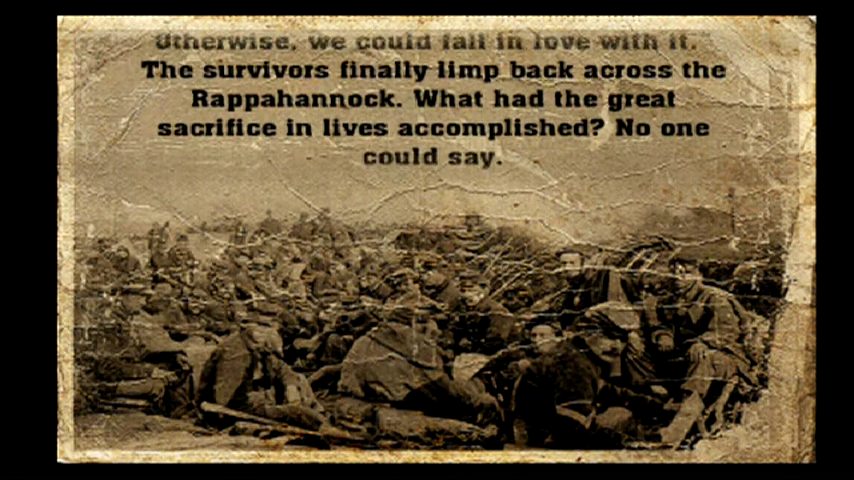 Otherwise, we could fall in love with it."
The survivors finally limp back across the
Rappahannock. What had the great
sacrifice in lives accomplished? No one
could say.